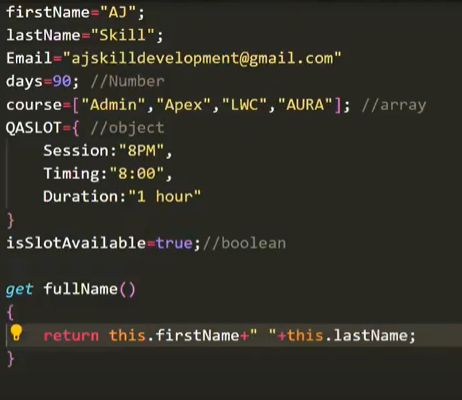 firstName="AJ";
lastName="Skill";
Email="ajskilldevelopment@gmail.com"
days=90; //Number
course=["Admin","Apex","LWC","AURA"]; //array
QASLOT={ //object
    Session:"8PM",
    Timing:"8:00",
    Duration:"1 hour"
}
isSlotAvailable=true;//boolean

get fullName()
{
    return this.firstName+" "+this.lastName;
}